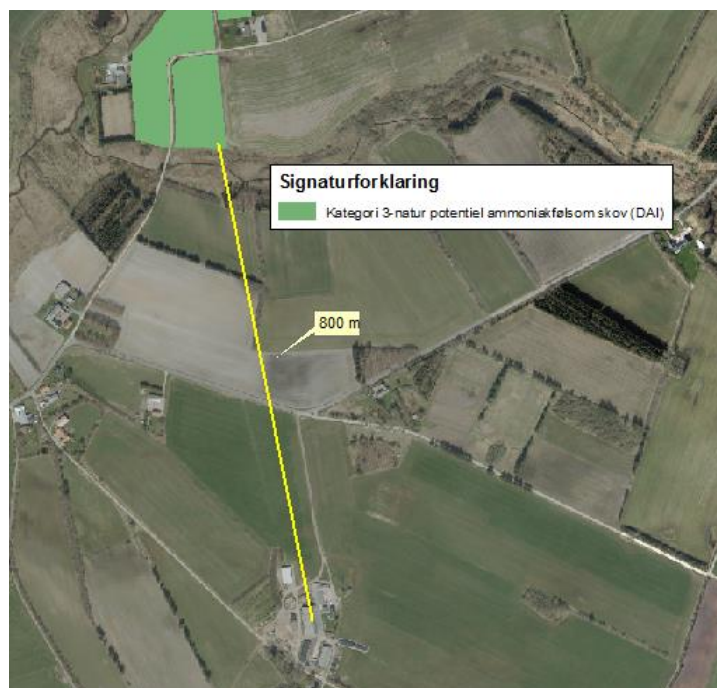 Signaturforklaring
Kategori 3-natur potentiel ammoniakfølsom skov (DAI)
800 m